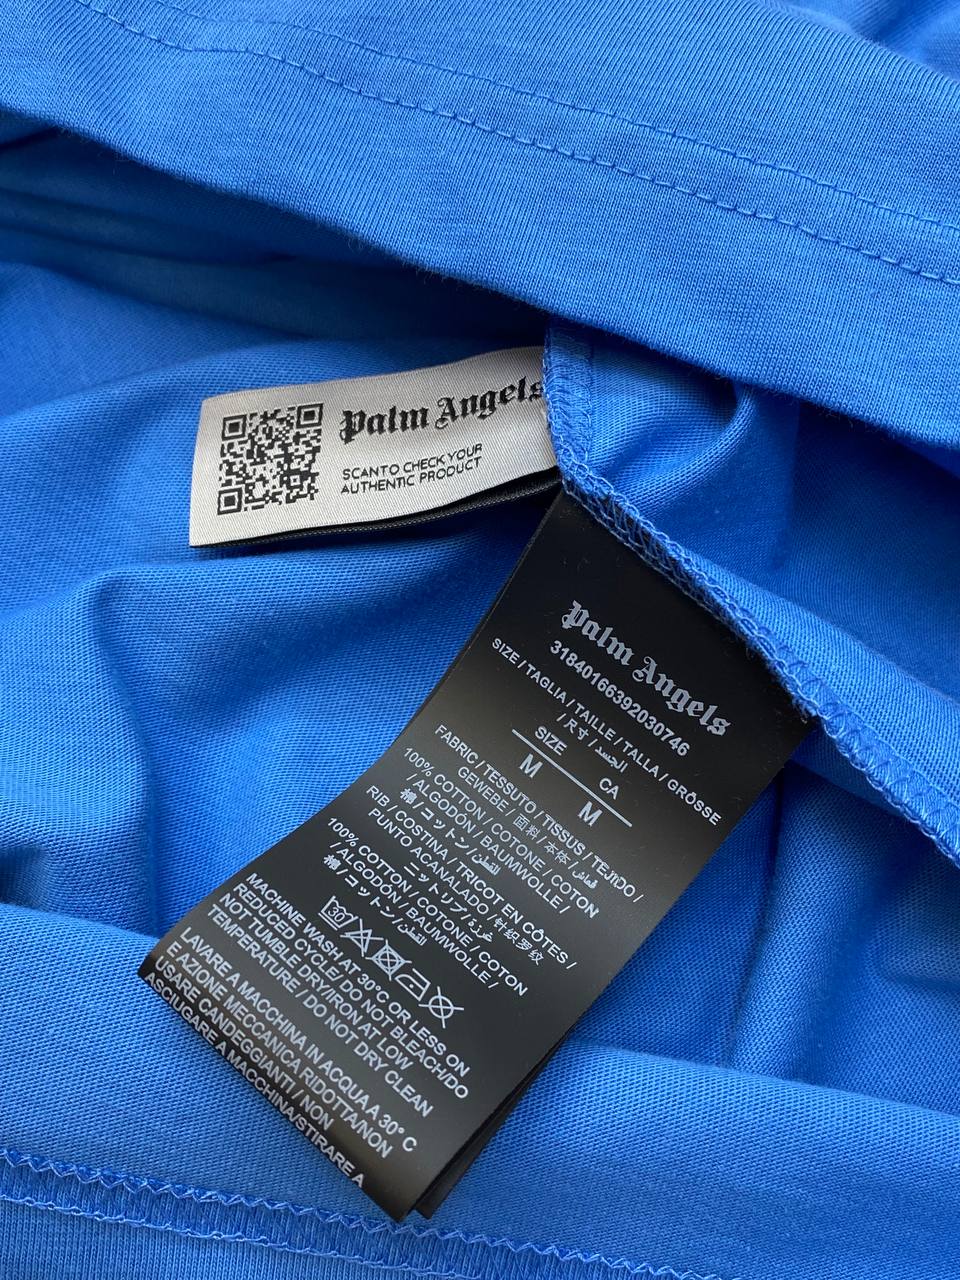 Palm Angels
SCAN TO CHECK YOUR
AUTHENTIC PRODUCT
Palm Angels
31840166392030746
SIZE / TAGLIA / TAILLE / TALLA / GRÖSSE
/ 尺寸 / الجسد
SIZE CA
M M
FABRIC / TESSUTO / TISSUS / TEJIDO /
GEWEBE / 面料 / 本体 / قماش
100% COTTON / COTONE / COTON
/ ALGODÓN / BAUMWOLLE /
棉 / コットン / القطن
RIB / COSTINA / TRICOT EN CÔTES /
PUNTO ACANALADO / 针织罗纹
ニットリブ /
100% COTTON / COTONE / COTON
/ ALGODÓN / BAUMWOLLE /
棉 / コットン / القطن
30
MACHINE WASH AT 30°C OR LESS ON
REDUCED CYCLE / DO NOT BLEACH/DO
NOT TUMBLE DRY/IRON AT LOW
TEMPERATURE / DO NOT DRY CLEAN
LAVARE A MACCHINA IN ACQUA A 30° C
E AZIONE MECCANICA RIDOTTA/NON
USARE CANDEGGIANTI / NON
ASCIUGARE A MACCHINA/STIRARE A